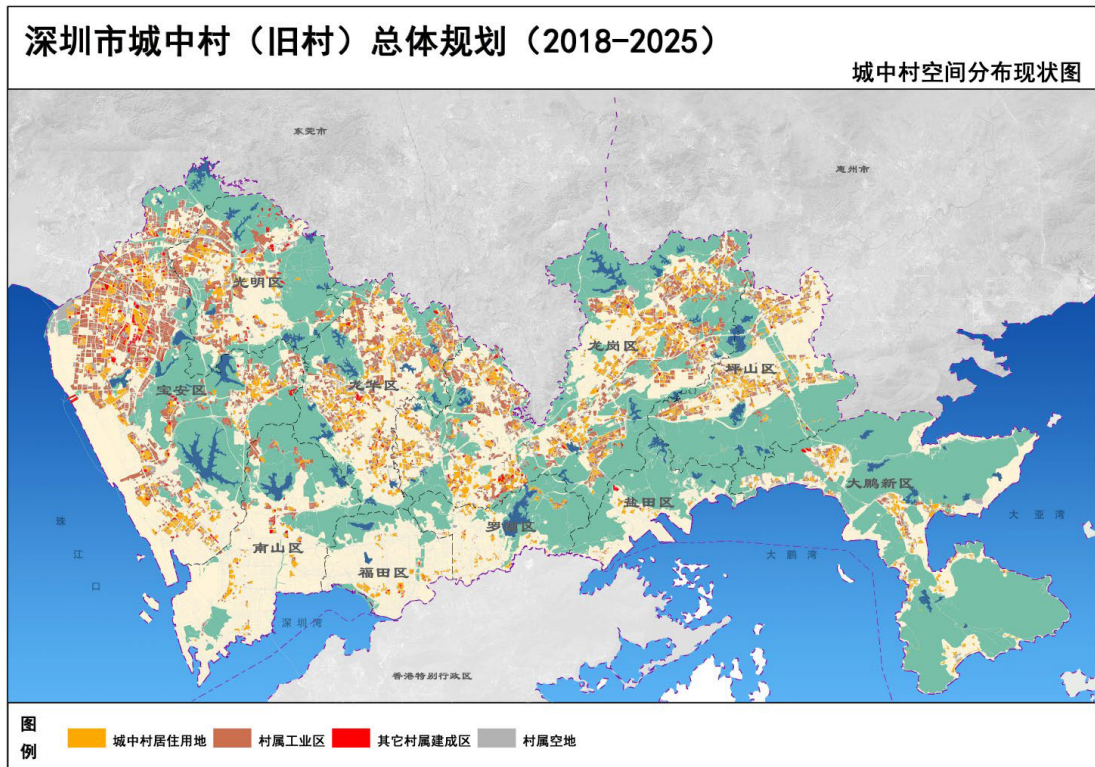 深圳市城中村（旧村）总体规划（2018-2025）
城中村空间分布现状图
东莞市
惠州市
光明区
龙岗区
坪山区
宝安区
龙华区
大鹏新区
盐田区
罗湖区
南山区
福田区
珠江口
深圳湾
大鹏湾
大亚湾
香港特别行政区
图例
城中村居住用地
村属工业区
其它村属建成区
村属空地